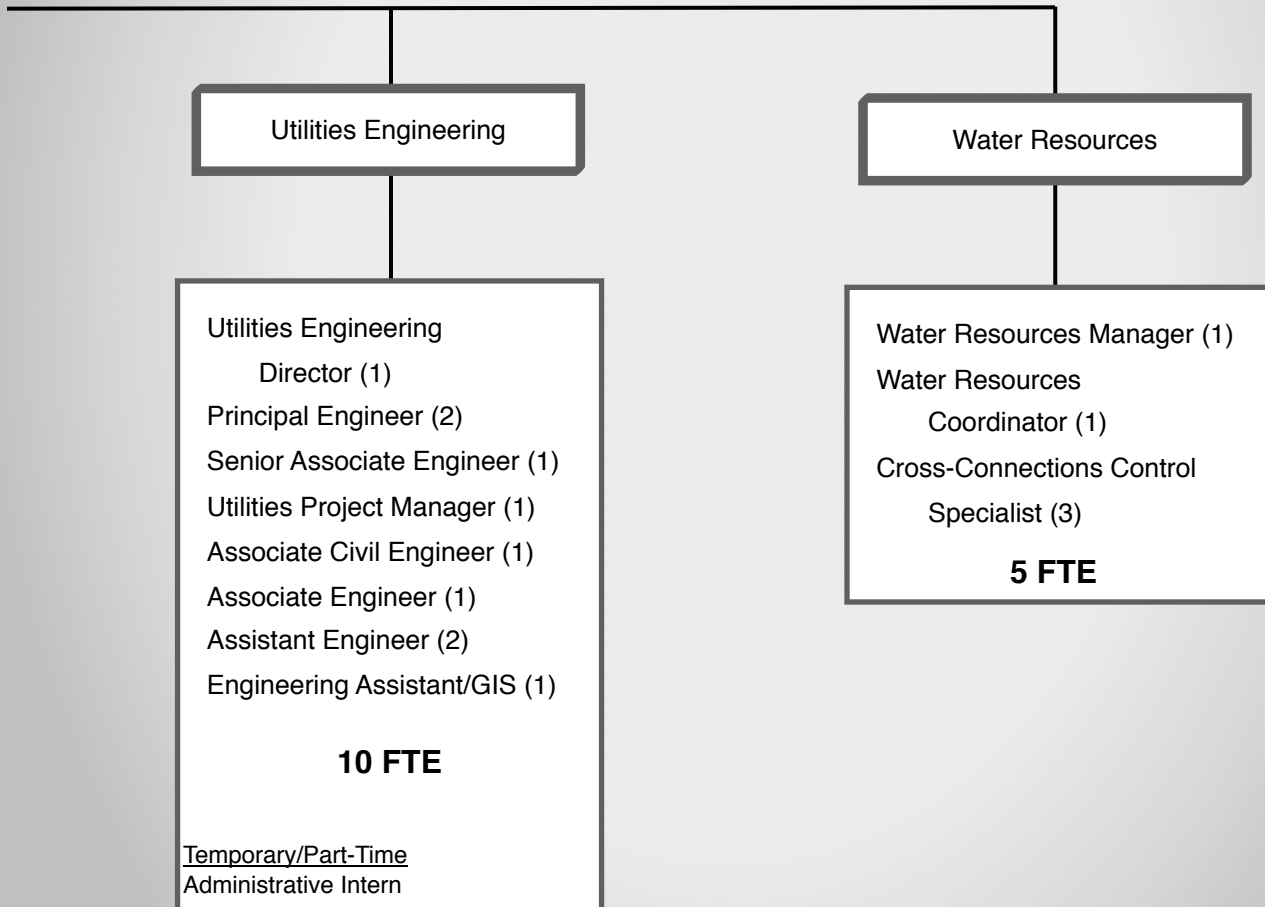 Utilities Engineering
Water Resources
Utilities Engineering
Director (1)
Principal Engineer (2)
Senior Associate Engineer (1)
Utilities Project Manager (1)
Associate Civil Engineer (1)
Associate Engineer (1)
Assistant Engineer (2)
Engineering Assistant/GIS (1)
10 FTE
Temporary/Part-Time
Administrative Intern
Water Resources Manager (1)
Water Resources
Coordinator (1)
Cross-Connections Control
Specialist (3)
5 FTE